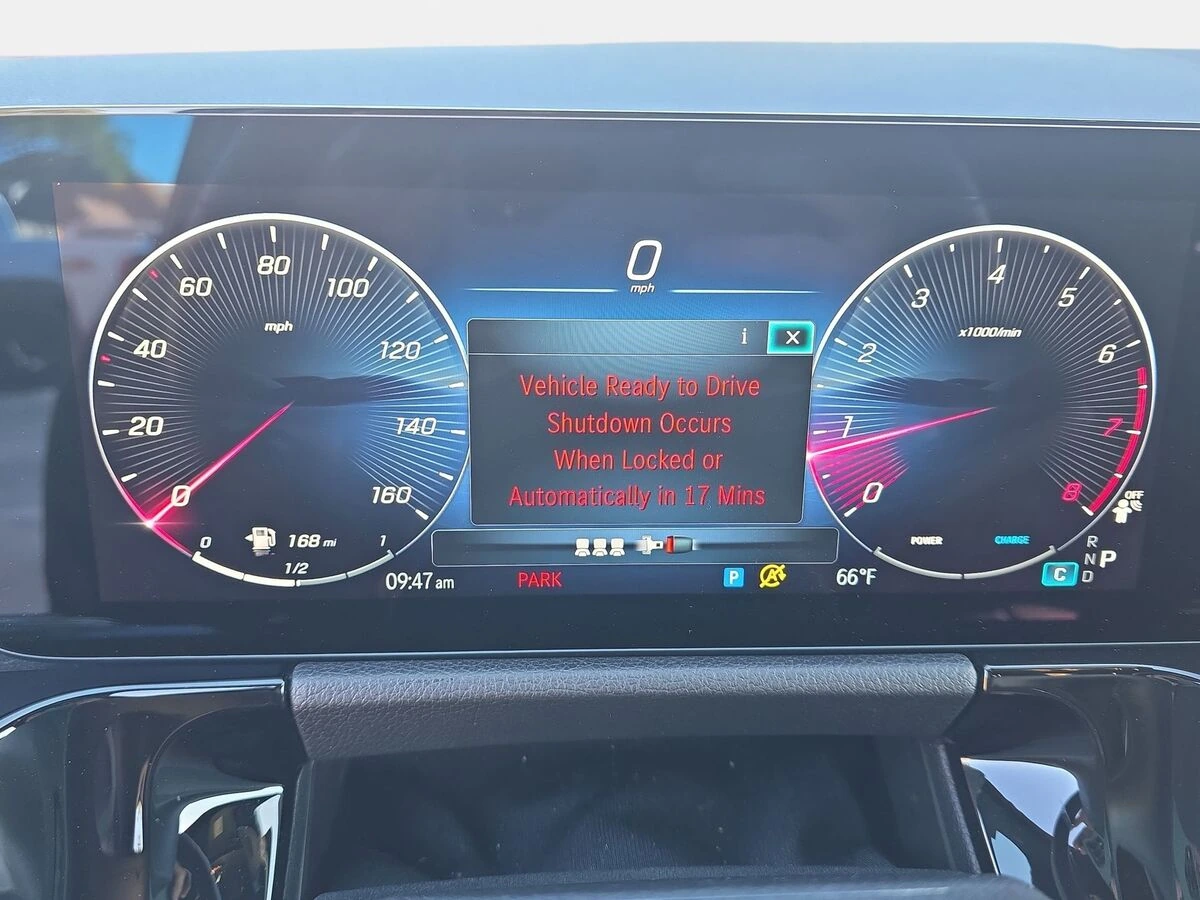 0
mph
i X
Vehicle Ready to Drive
Shutdown Occurs
When Locked or
Automatically in 17 Mins
0
20
40
60
80
100
120
140
160
mph
0 168 mi 1
1/2
0
1
2
3
4
5
6
7
8
x1000/min
POWER CHARGE
OFF
R
N P
D
C
09:47 am PARK P A 66°F